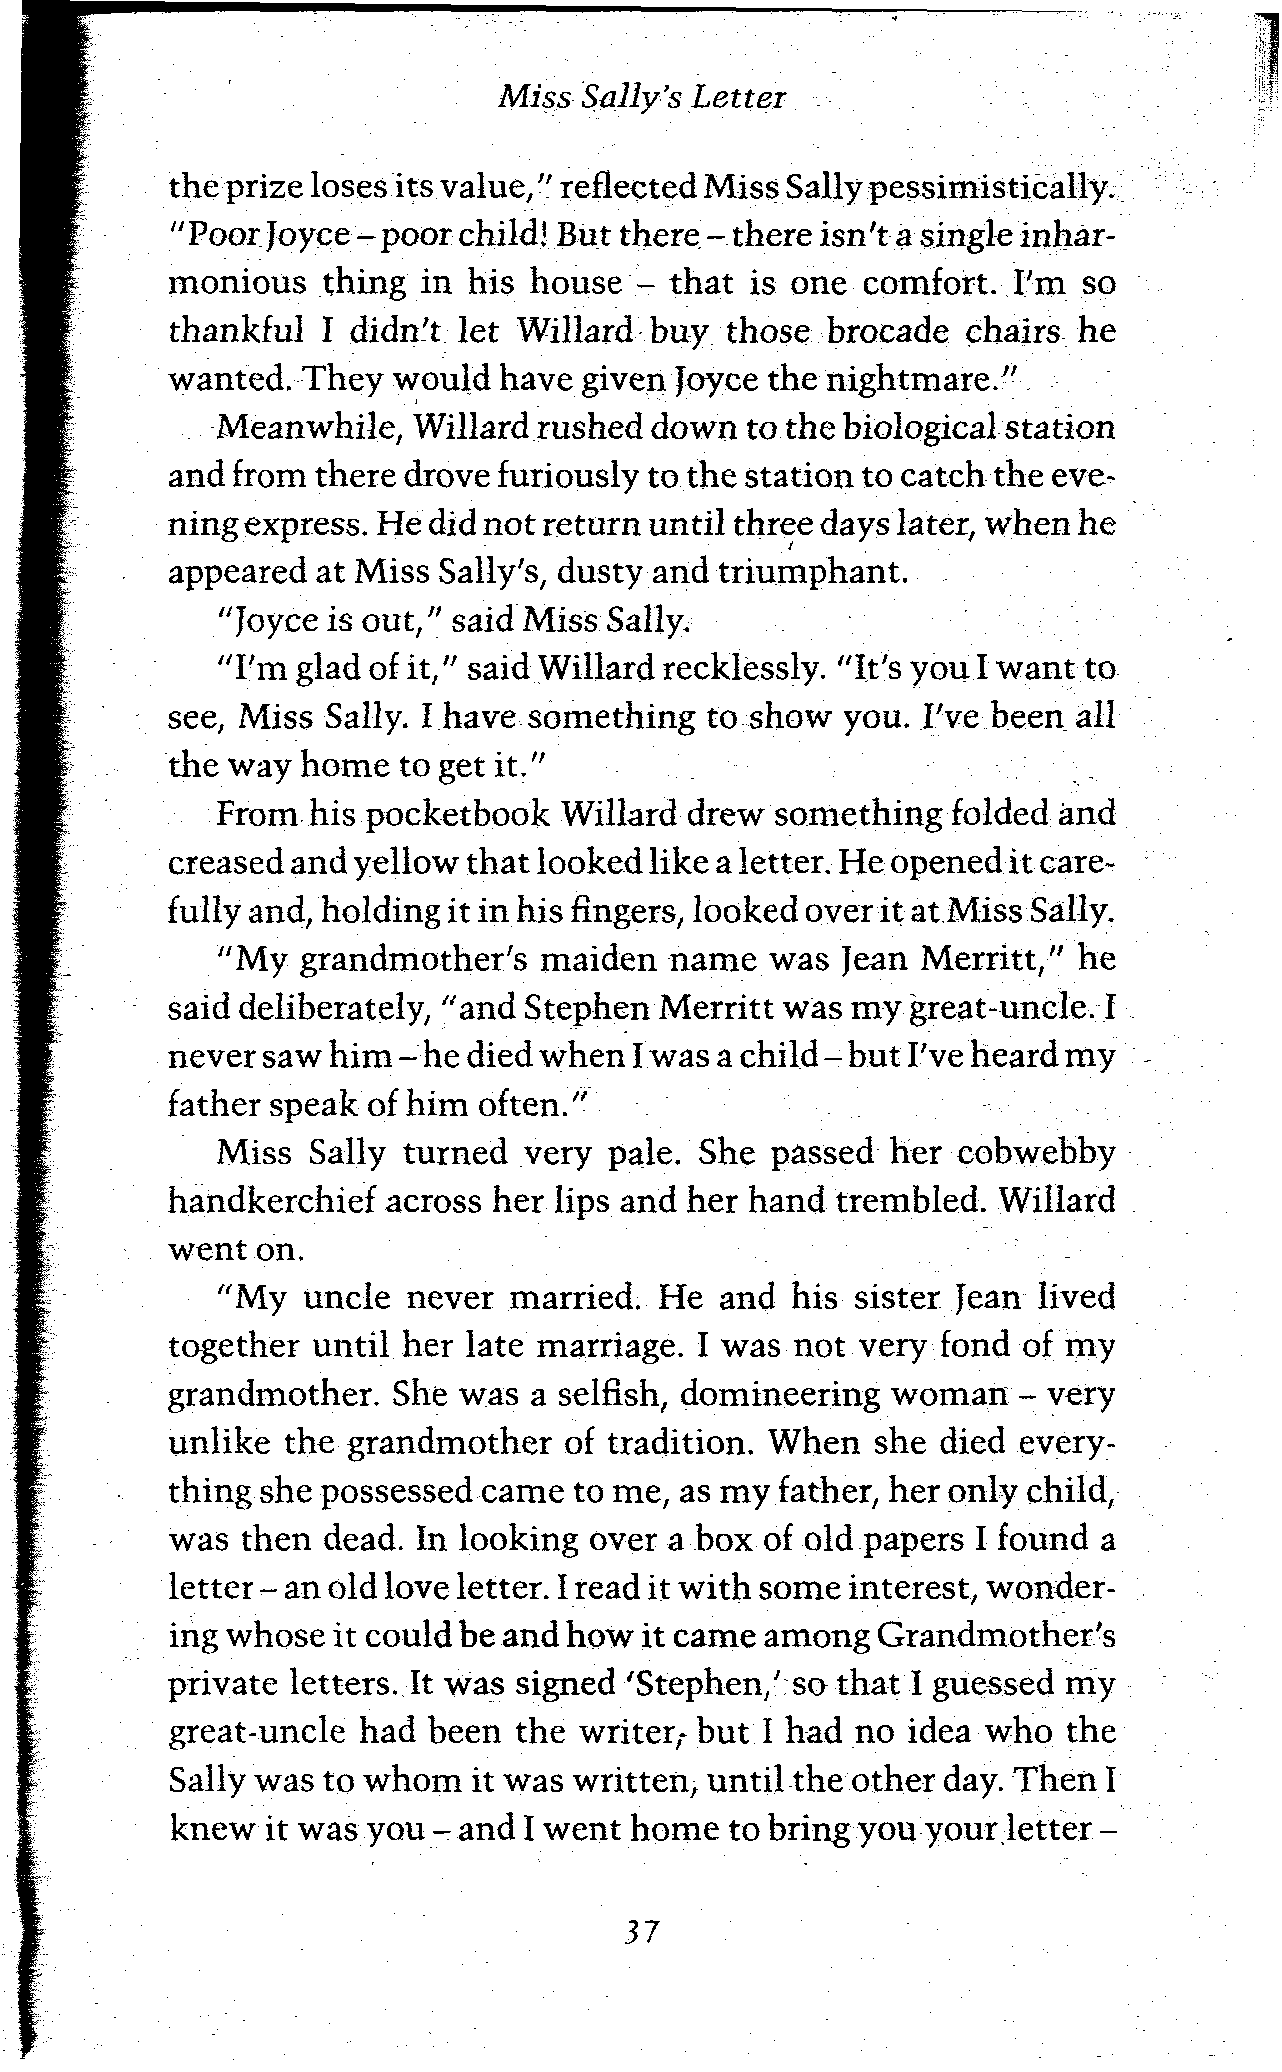 Miss Sally's Letter
the prize loses its value," reflected Miss Sally pessimistically.
"Poor Joyce – poor child! But there – there isn't a single inhar-
monious thing in his house – that is one comfort. I'm so
thankful I didn't let Willard buy those brocade chairs he
wanted. They would have given Joyce the nightmare."
Meanwhile, Willard rushed down to the biological station
and from there drove furiously to the station to catch the eve-
ning express. He did not return until three days later, when he
appeared at Miss Sally's, dusty and triumphant.
"Joyce is out," said Miss Sally.
"I'm glad of it," said Willard recklessly. "It's you I want to
see, Miss Sally. I have something to show you. I've been all
the way home to get it."
From his pocketbook Willard drew something folded and
creased and yellow that looked like a letter. He opened it care-
fully and, holding it in his fingers, looked over it at Miss Sally.
"My grandmother's maiden name was Jean Merritt," he
said deliberately, "and Stephen Merritt was my great-uncle. I
never saw him – he died when I was a child – but I've heard my
father speak of him often."
Miss Sally turned very pale. She passed her cobwebby
handkerchief across her lips and her hand trembled. Willard
went on.
"My uncle never married. He and his sister Jean lived
together until her late marriage. I was not very fond of my
grandmother. She was a selfish, domineering woman – very
unlike the grandmother of tradition. When she died every-
thing she possessed came to me, as my father, her only child,
was then dead. In looking over a box of old papers I found a
letter – an old love letter. I read it with some interest, wonder-
ing whose it could be and how it came among Grandmother's
private letters. It was signed 'Stephen,' so that I guessed my
great-uncle had been the writer, but I had no idea who the
Sally was to whom it was written, until the other day. Then I
knew it was you – and I went home to bring you your letter –
37